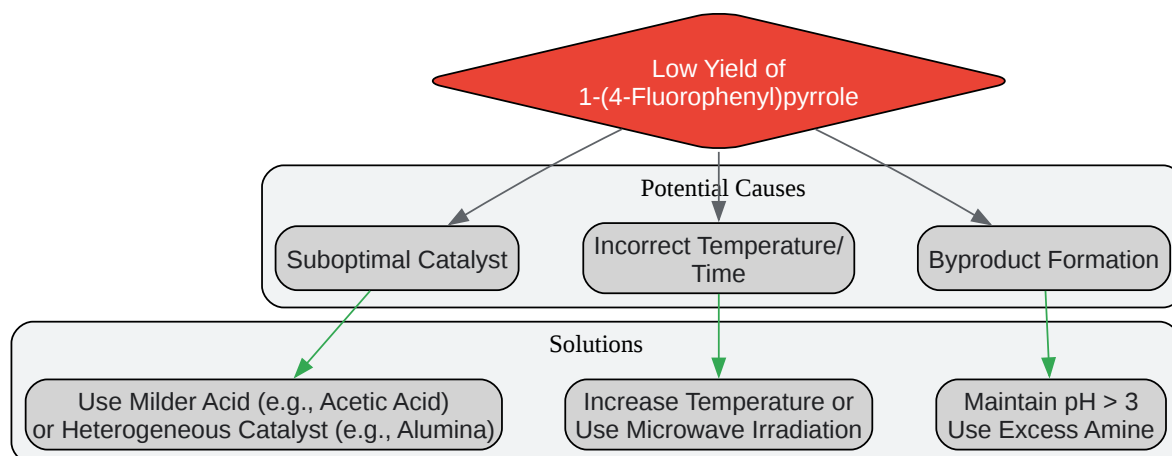 Low Yield of
1-(4-Fluorophenyl)pyrrole
Potential Causes
Suboptimal Catalyst
Incorrect Temperature/
Time
Byproduct Formation
Solutions
Use Milder Acid (e.g., Acetic Acid)
or Heterogeneous Catalyst (e.g., Alumina)
Increase Temperature or
Use Microwave Irradiation
Maintain pH > 3
Use Excess Amine